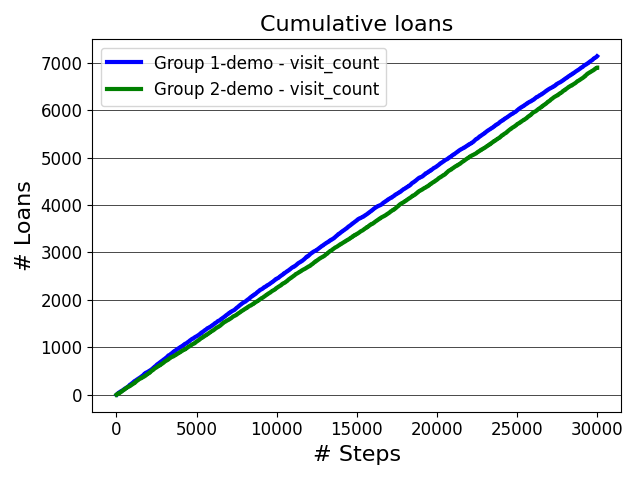 Cumulative loans
Group 1-demo - visit_count
Group 2-demo - visit_count
# Loans
7000
6000
5000
4000
3000
2000
1000
0
0 5000 10000 15000 20000 25000 30000
# Steps